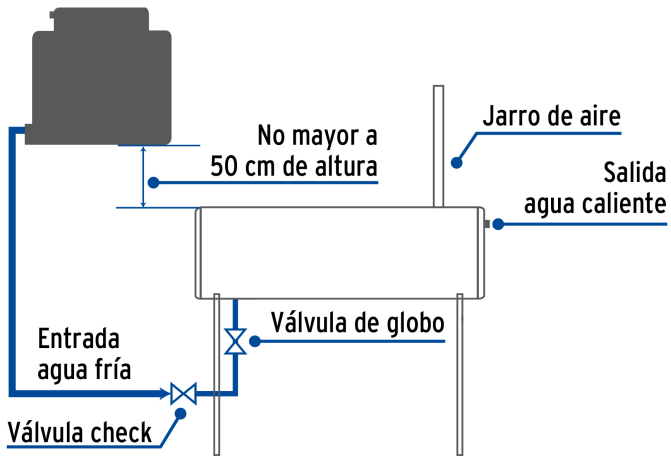 No mayor a
50 cm de altura
Jarro de aire
Salida
agua caliente
Válvula de globo
Entrada
agua fría
Válvula check